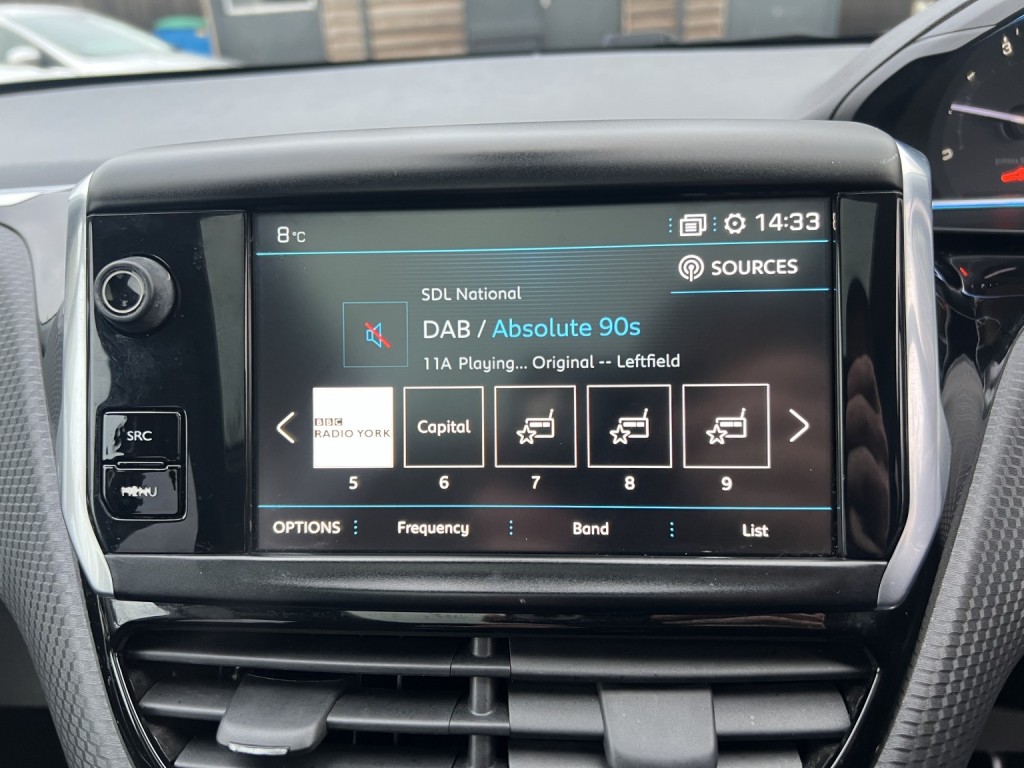 8°C
14:33
SOURCES
SDL National
DAB / Absolute 90s
11A Playing... Original -- Leftfield
BBC
RADIO YORK
Capital
5 6 7 8 9
OPTIONS Frequency Band List
SRC
MENU